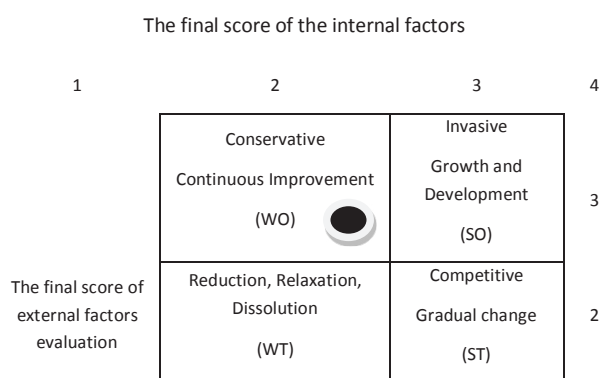 The final score of the internal factors
1 2 3 4
Conservative
Continuous Improvement
(WO)
Invasive
Growth and
Development
(SO)
3
The final score of
external factors
evaluation
Reduction, Relaxation,
Dissolution
(WT)
Competitive
Gradual change
(ST)
2